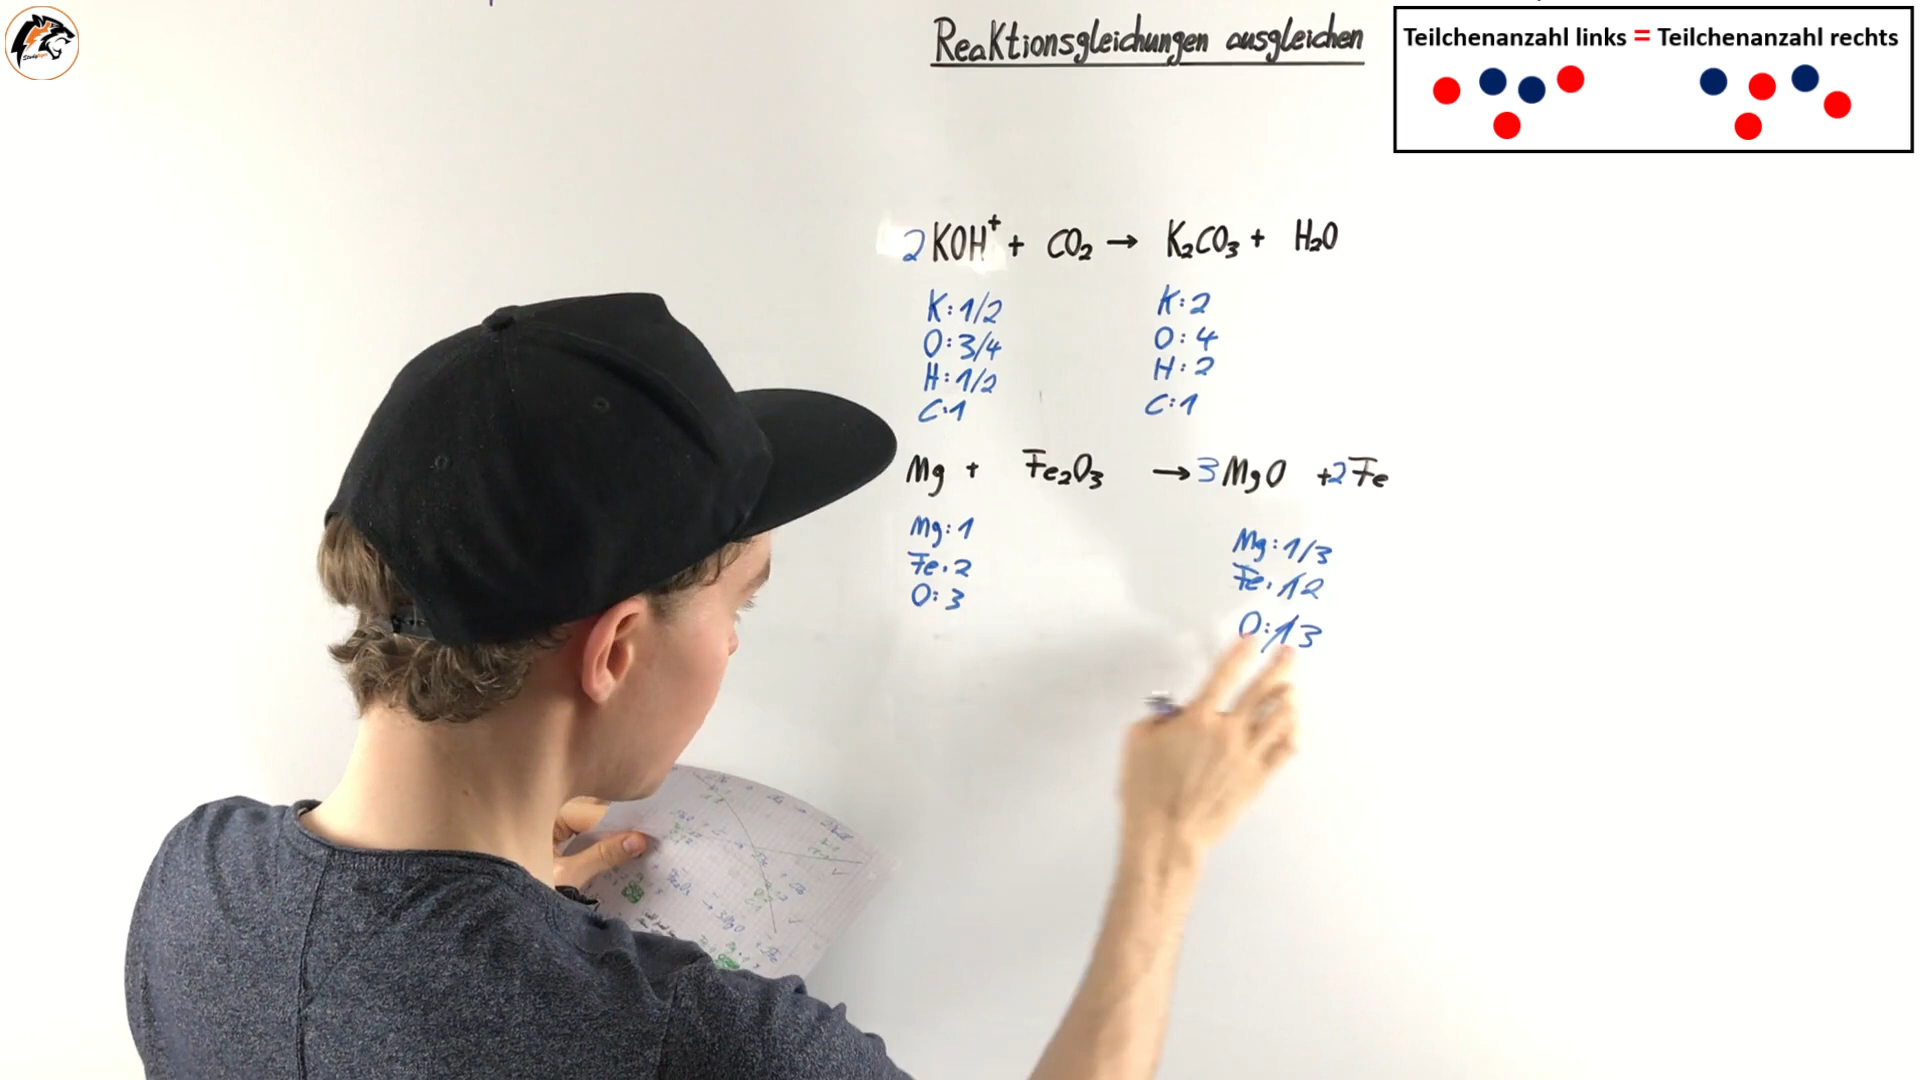 Reaktionsgleichungen ausgleichen
Teilchenanzahl links = Teilchenanzahl rechts
2 KOH⁺ + CO₂ → K₂CO₃ + H₂O
K: 1/2
O: 3/4
H: 1/2
C: 1
K: 2
O: 4
H: 2
C: 1
Mg + Fe₂O₃ → 3 MgO + 2 Fe
Mg: 1
Fe: 2
O: 3
Mg: 1/3
Fe: 1 2
O: 1 3